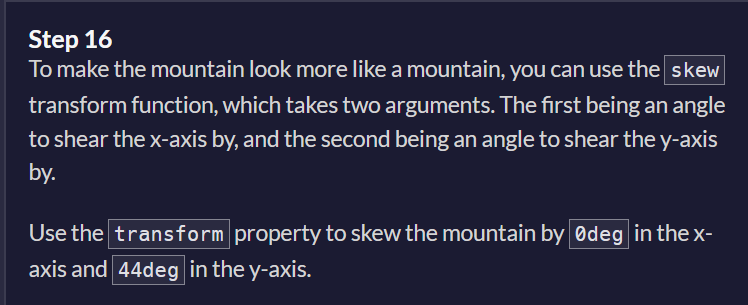 Step 16
To make the mountain look more like a mountain, you can use the skew
transform function, which takes two arguments. The first being an angle
to shear the x-axis by, and the second being an angle to shear the y-axis
by.
Use the transform property to skew the mountain by 0deg in the x-
axis and 44deg in the y-axis.